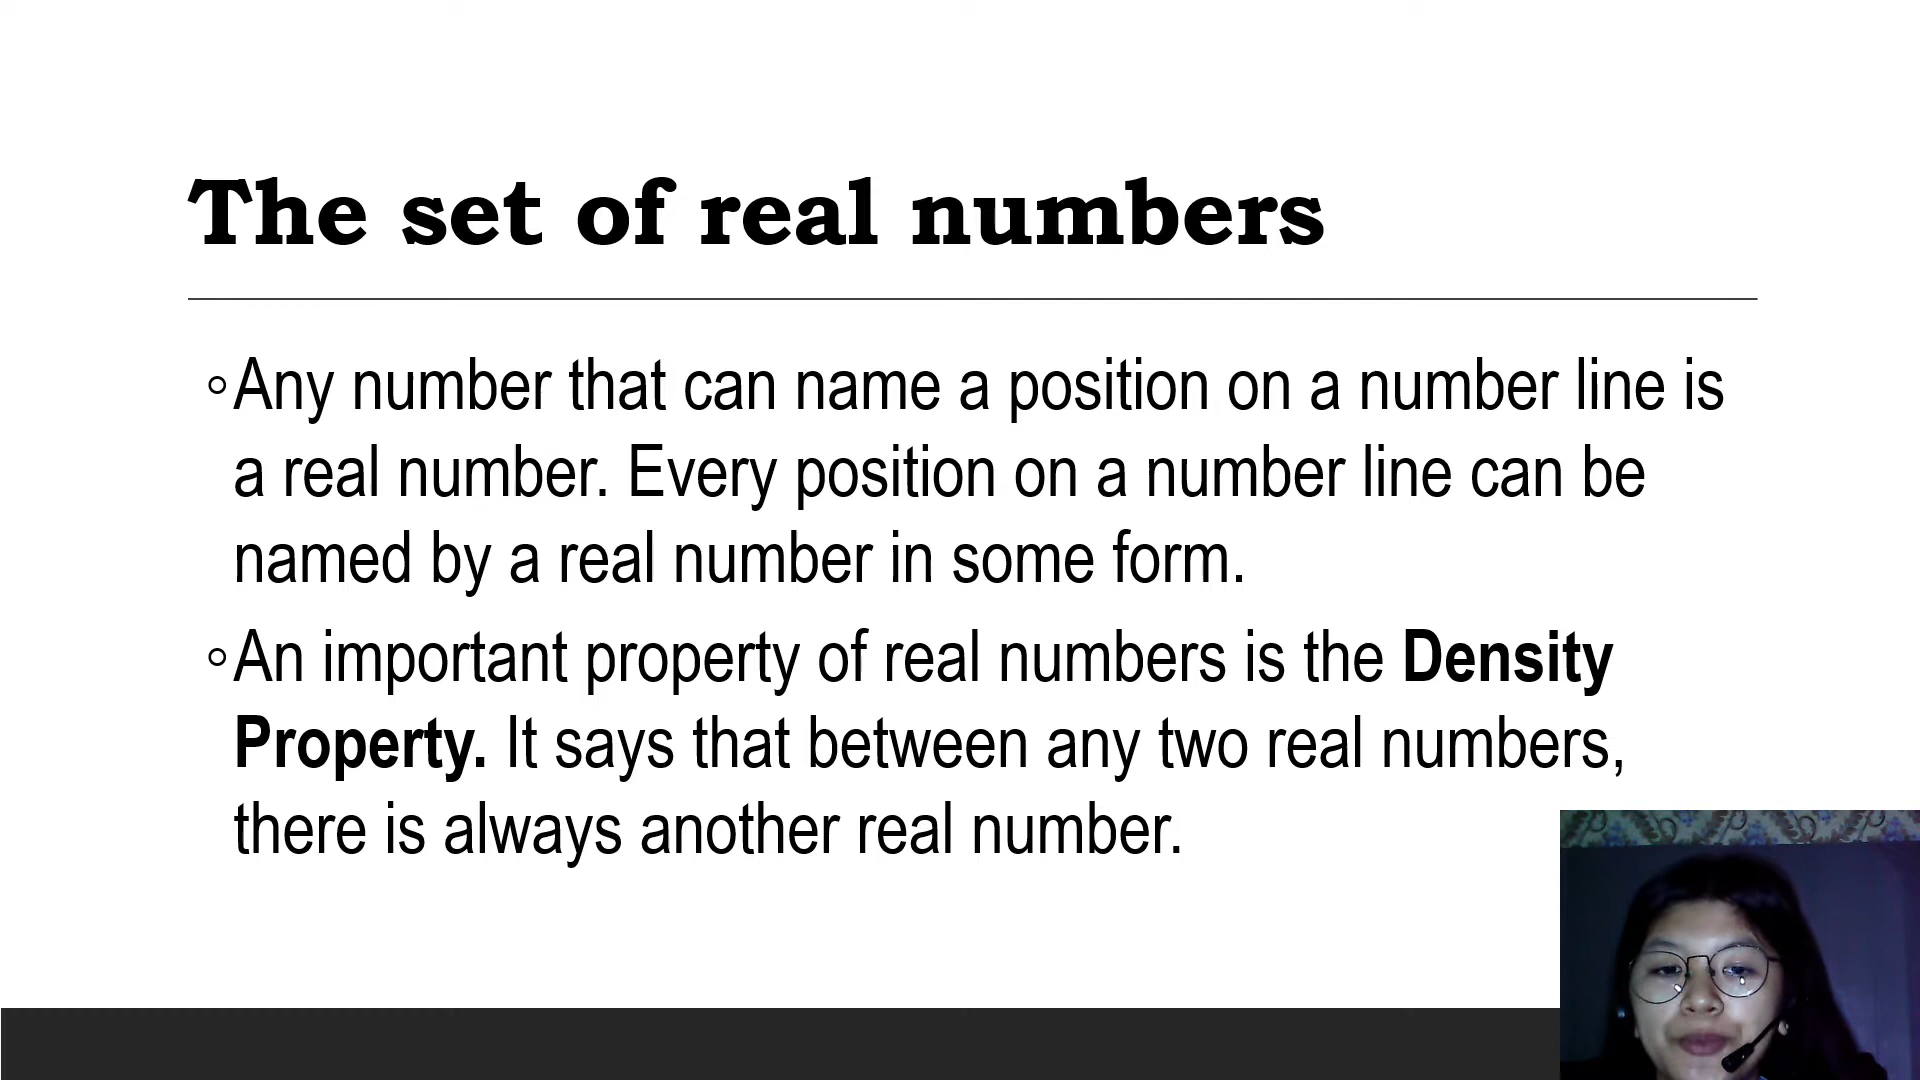 The set of real numbers
◦Any number that can name a position on a number line is
a real number. Every position on a number line can be
named by a real number in some form.
◦An important property of real numbers is the Density
Property. It says that between any two real numbers,
there is always another real number.